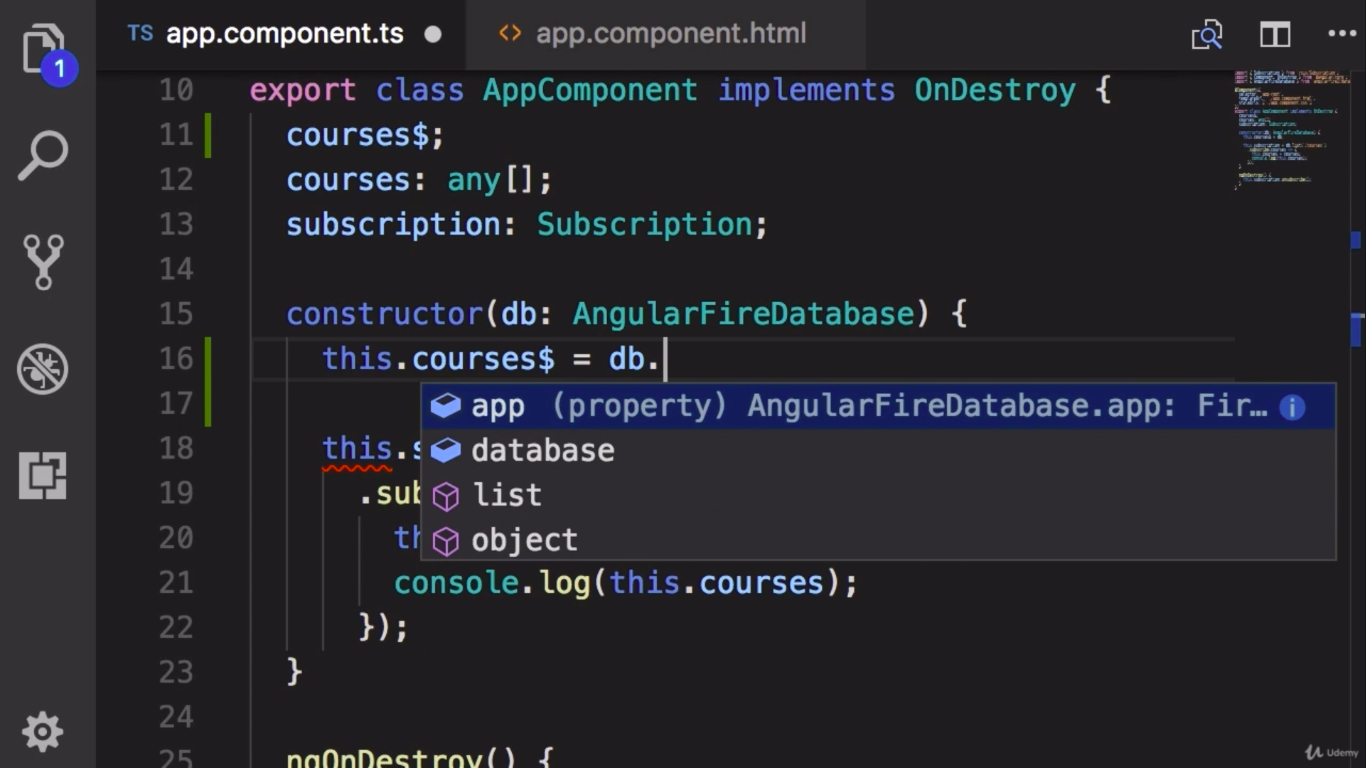 TS app.component.ts ● <> app.component.html
1
10 export class AppComponent implements OnDestroy {
11 courses$;
12 courses: any[];
13 subscription: Subscription;
14
15 constructor(db: AngularFireDatabase) {
16 this.courses$ = db.
17 app (property) AngularFireDatabase.app: Fir…
18 this.s database
19 .sub list
20 th object
21 console.log(this.courses);
22 });
23 }
24
25 ngOnDestroy() {
Udemy